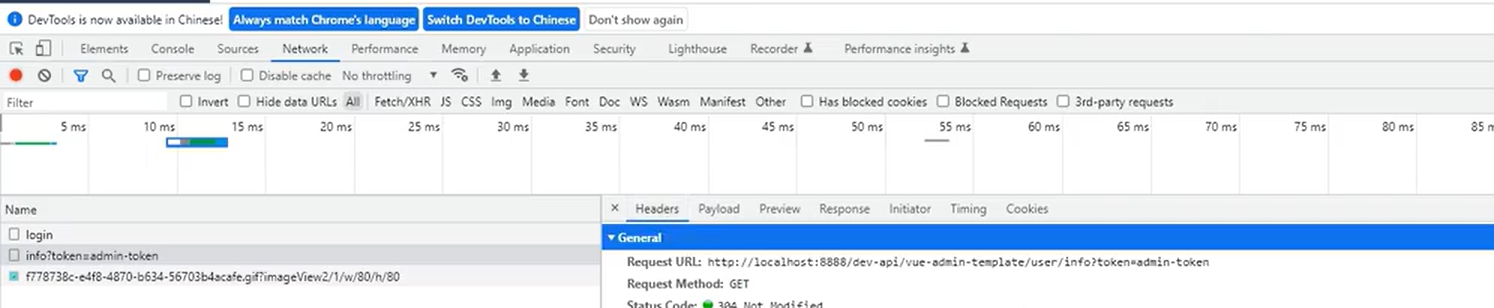 DevTools is now available in Chinese! Always match Chrome's language Switch DevTools to Chinese Don't show again
Elements Console Sources Network Performance Memory Application Security Lighthouse Recorder Performance insights
Preserve log Disable cache No throttling
Filter Invert Hide data URLs All Fetch/XHR JS CSS Img Media Font Doc WS Wasm Manifest Other Has blocked cookies Blocked Requests 3rd-party requests
5 ms 10 ms 15 ms 20 ms 25 ms 30 ms 35 ms 40 ms 45 ms 50 ms 55 ms 60 ms 65 ms 70 ms 75 ms 80 ms 85 m
Name
login
info?token=admin-token
f778738c-e4f8-4870-b634-56703b4acafe.gif?imageView2/1/w/80/h/80
Headers Payload Preview Response Initiator Timing Cookies
General
Request URL: http://localhost:8888/dev-api/vue-admin-template/user/info?token=admin-token
Request Method: GET
Status Code: 304 Not Modified